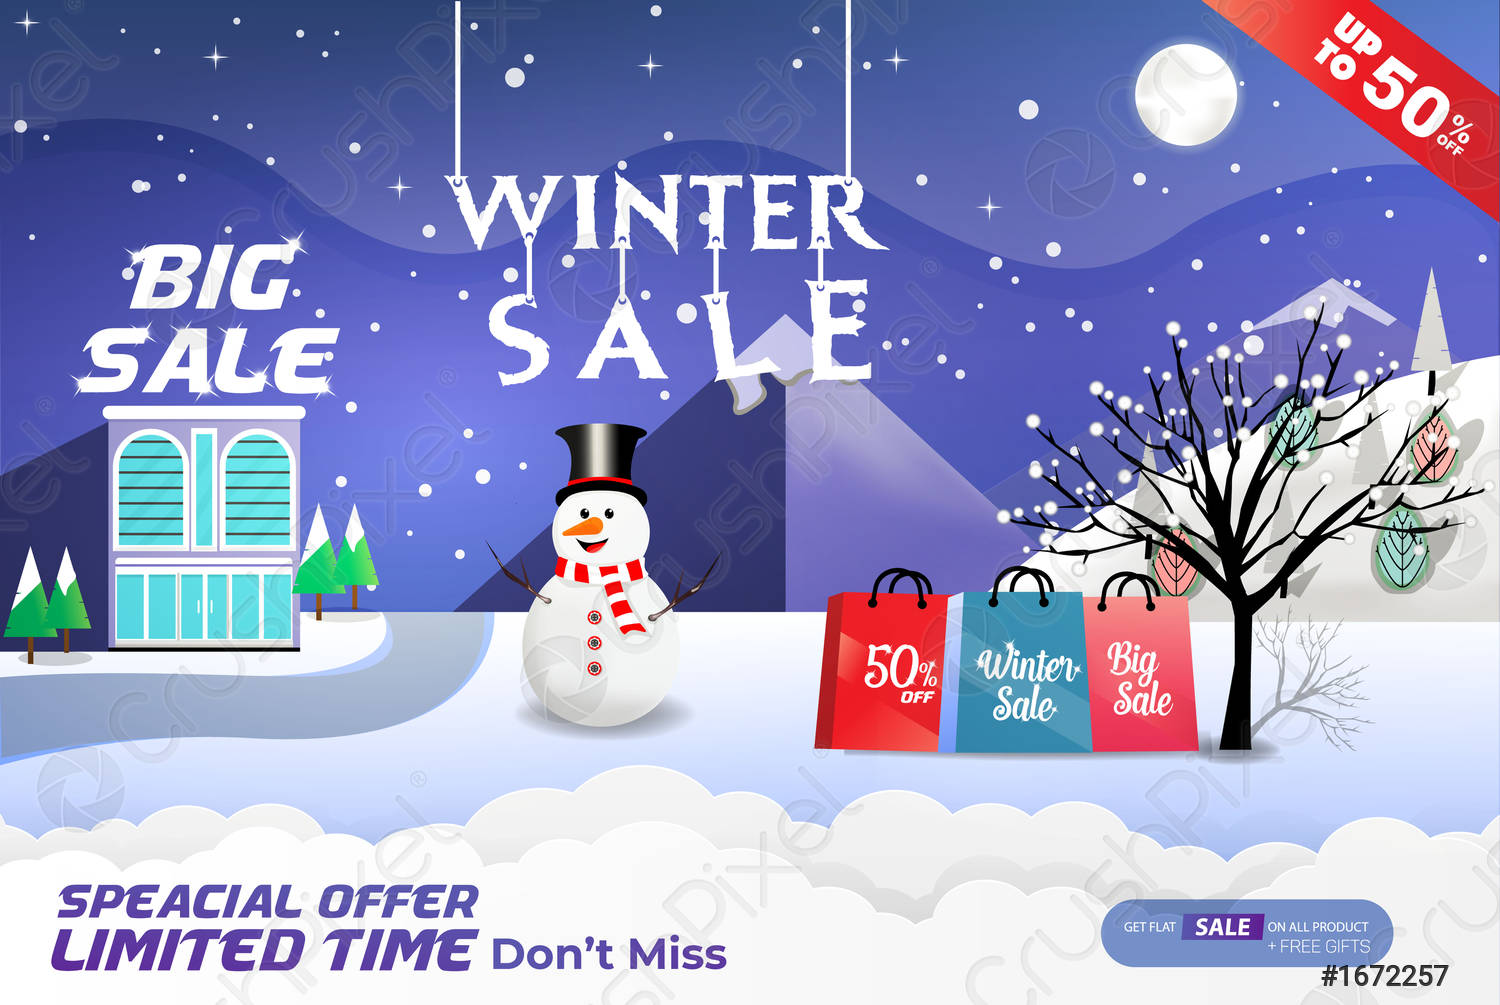 UP
TO 50%
OFF
WINTER
SALE
BIG
SALE
50%
OFF
Winter
Sale
Big
Sale
SPEACIAL OFFER
LIMITED TIME Don't Miss
GET FLAT SALE ON ALL PRODUCT
+ FREE GIFTS
#1672257
crushPixel